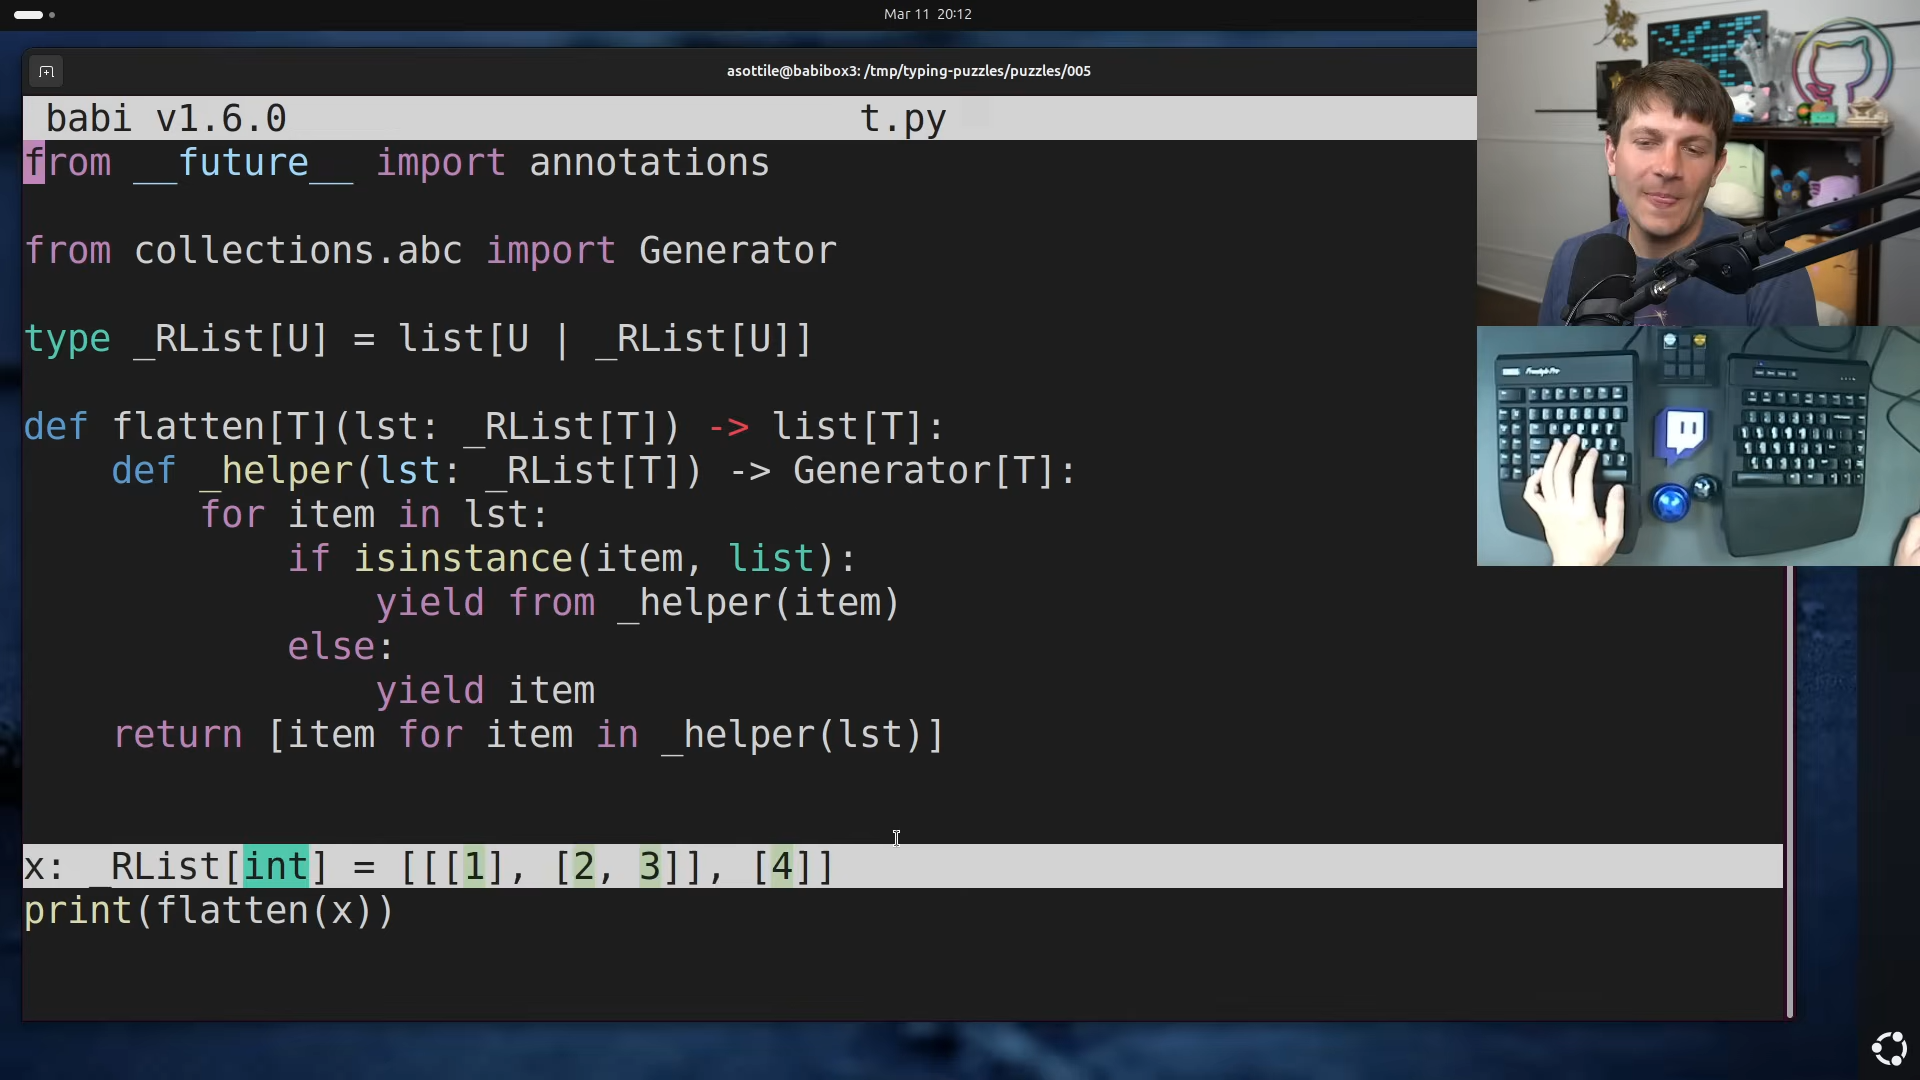 Mar 11 20:12
asottile@babibox3: /tmp/typing-puzzles/puzzles/005
babi v1.6.0 t.py
from __future__ import annotations
from collections.abc import Generator
type _RList[U] = list[U | _RList[U]]
def flatten[T](lst: _RList[T]) -> list[T]:
    def _helper(lst: _RList[T]) -> Generator[T]:
        for item in lst:
            if isinstance(item, list):
                yield from _helper(item)
            else:
                yield item
    return [item for item in _helper(lst)]
x: _RList[int] = [[[1], [2, 3]], [4]]
print(flatten(x))
Freestyle Pro